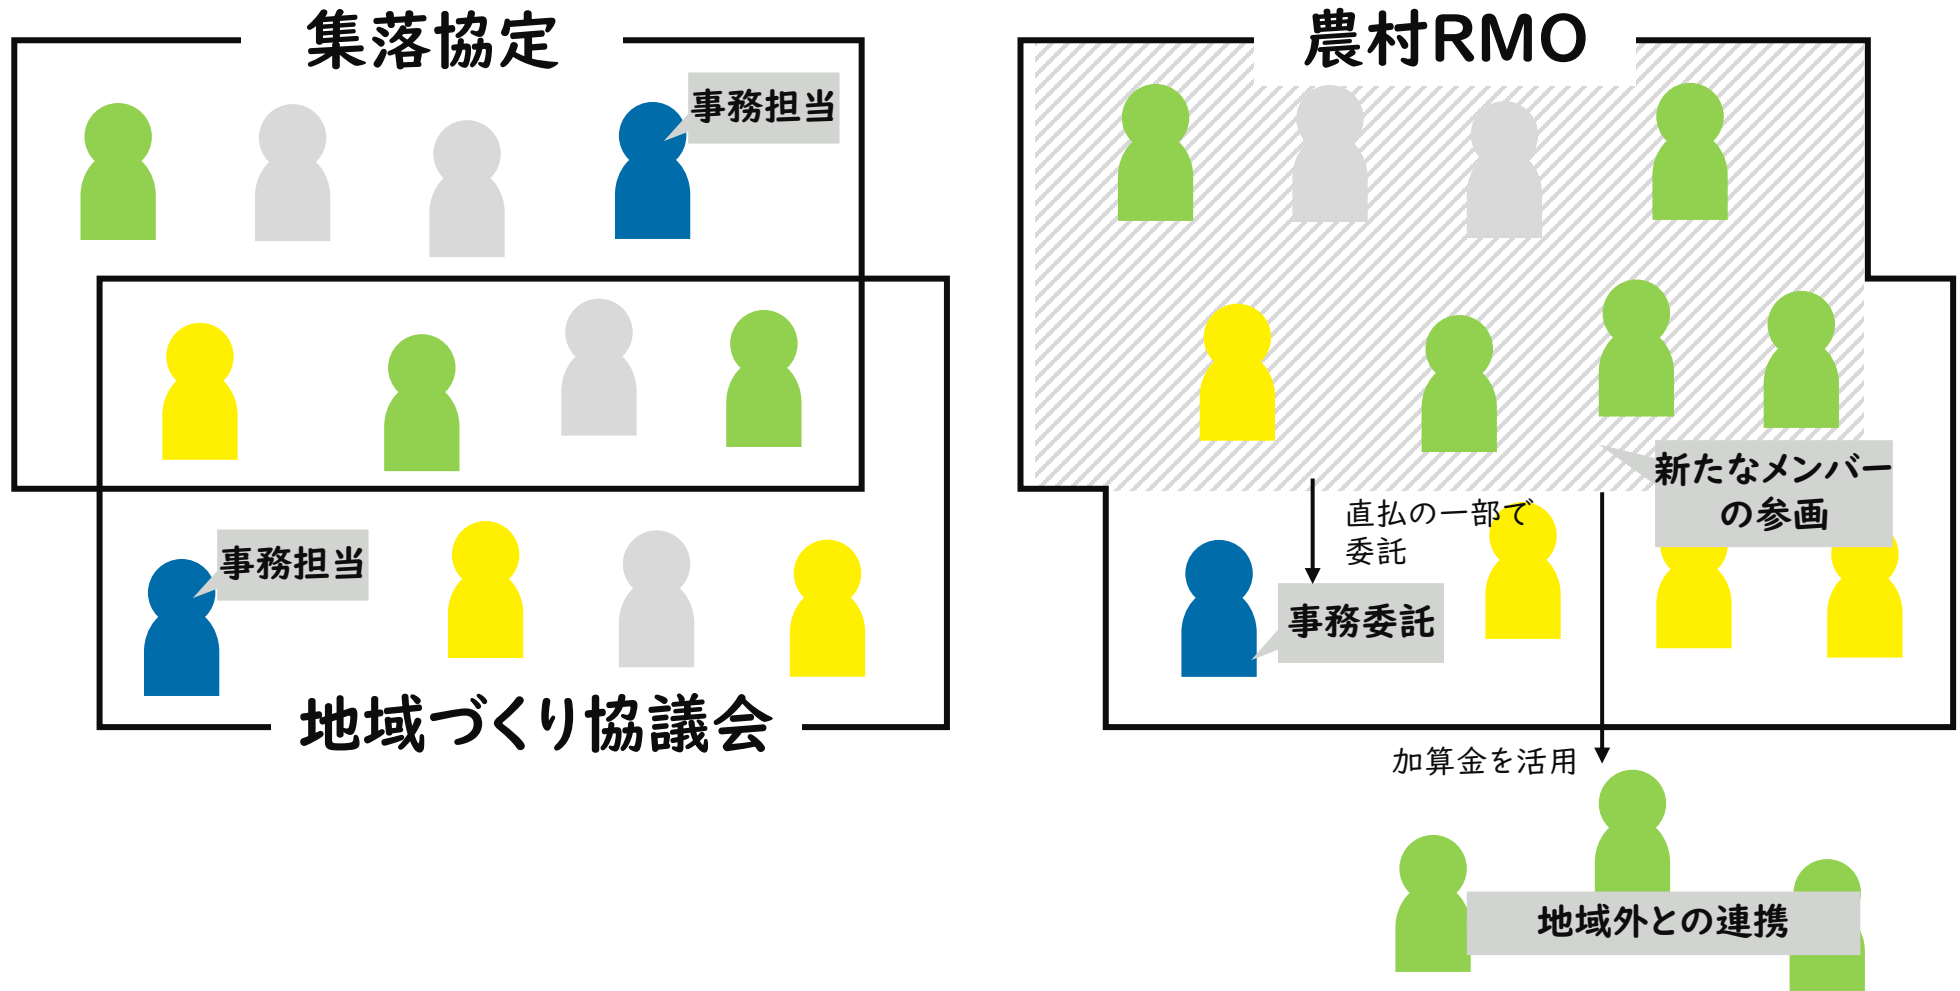 集落協定
事務担当
事務担当
地域づくり協議会
農村RMO
新たなメンバー
の参画
直払の一部で
委託
事務委託
加算金を活用
地域外との連携